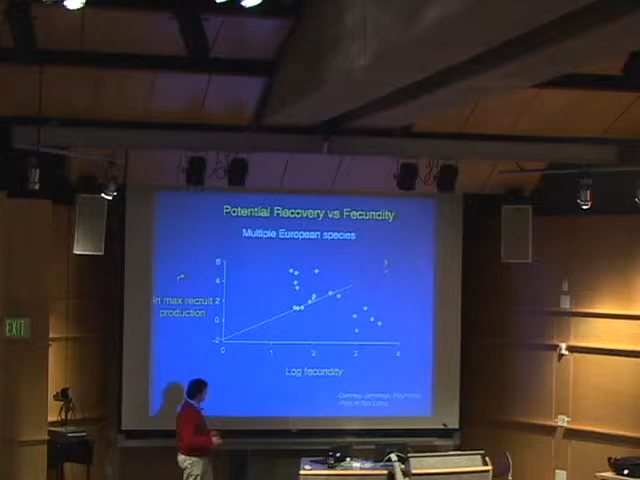 Potential Recovery vs Fecundity
Multiple European species
6
4
ln max recruit
2
production
0
-2
0 1 2 3 4
Log fecundity
EXIT